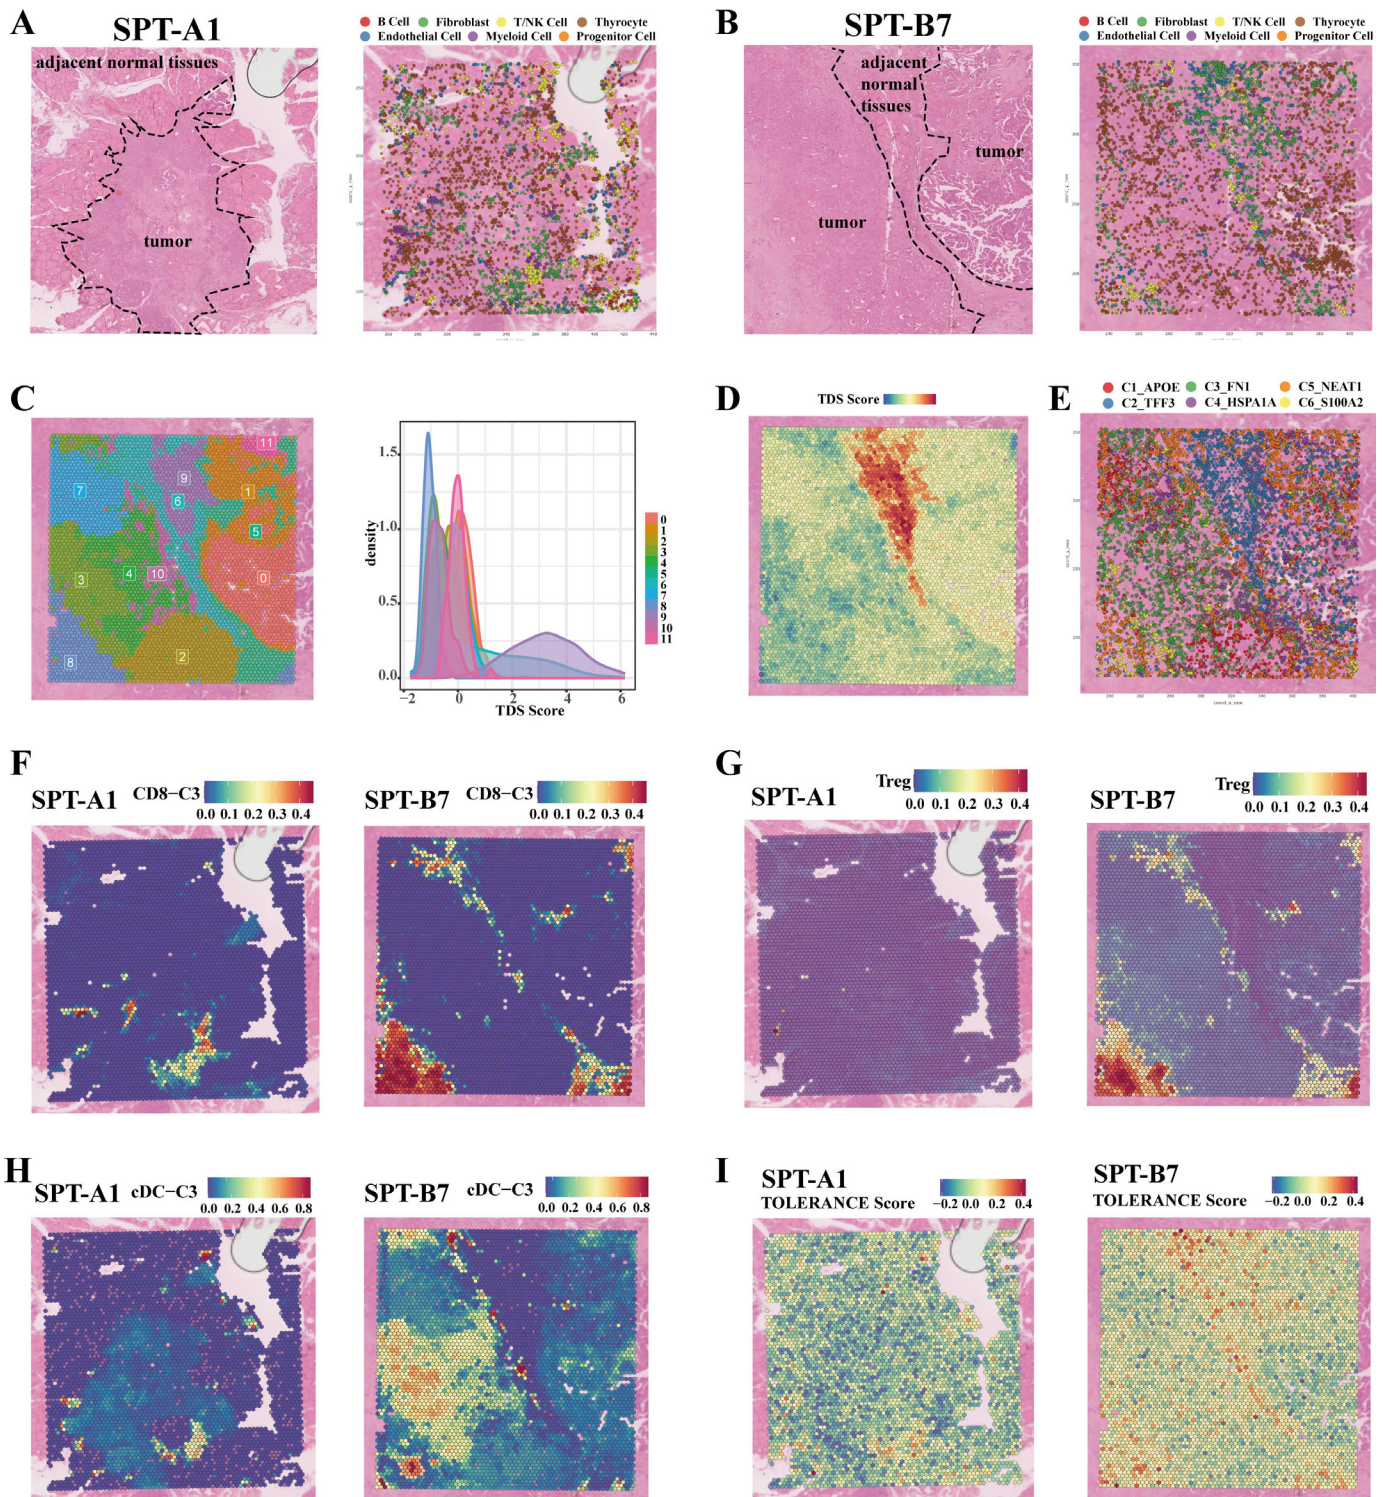 A
SPT-A1
B Cell Fibroblast T/NK Cell Thyrocyte
Endothelial Cell Myeloid Cell Progenitor Cell
adjacent normal tissues
tumor
B
SPT-B7
B Cell Fibroblast T/NK Cell Thyrocyte
Endothelial Cell Myeloid Cell Progenitor Cell
adjacent
normal
tissues
tumor
tumor
C
7
9
11
6
1
5
3
4
10
0
8
2
density
1.5
1.0
0.5
0.0
−2 0 2 4 6
TDS Score
0
1
2
3
4
5
6
7
8
9
10
11
D
TDS Score
E
C1_APOE C3_FN1 C5_NEAT1
C2_TFF3 C4_HSPA1A C6_S100A2
F
SPT-A1
CD8−C3
0.0 0.1 0.2 0.3 0.4
SPT-B7
CD8−C3
0.0 0.1 0.2 0.3 0.4
G
SPT-A1
Treg
0.0 0.1 0.2 0.3 0.4
SPT-B7
Treg
0.0 0.1 0.2 0.3 0.4
H
SPT-A1
cDC−C3
0.0 0.2 0.4 0.6 0.8
SPT-B7
cDC−C3
0.0 0.2 0.4 0.6 0.8
I
SPT-A1
TOLERANCE Score
−0.2 0.0 0.2 0.4
SPT-B7
TOLERANCE Score
−0.2 0.0 0.2 0.4